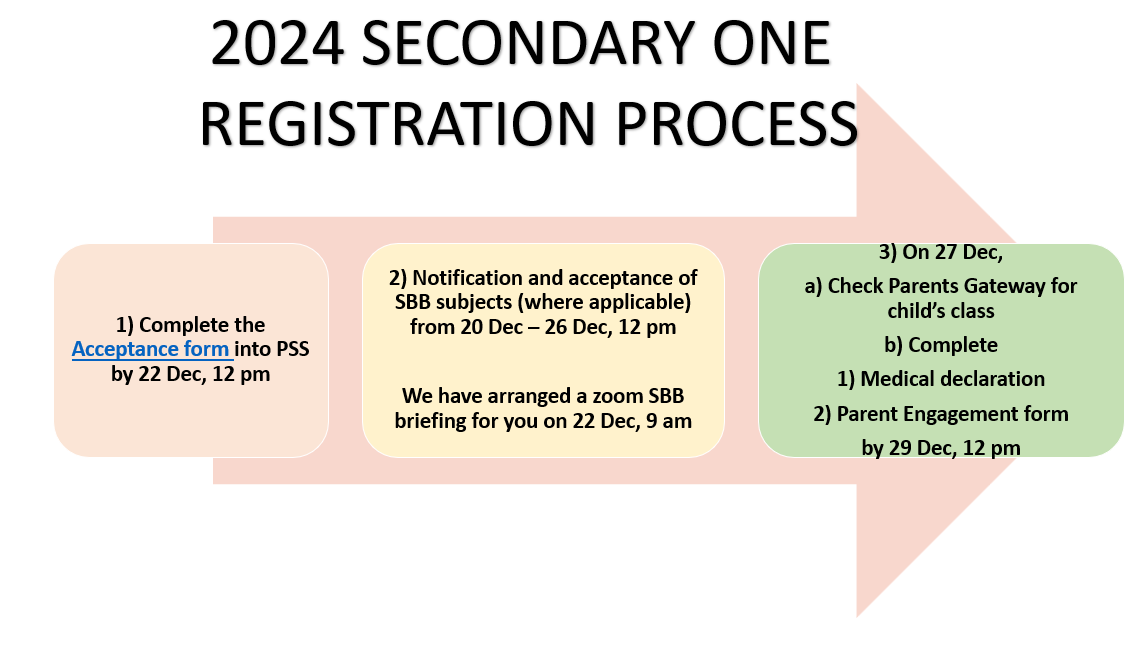 2024 SECONDARY ONE
REGISTRATION PROCESS
1) Complete the
Acceptance form into PSS
by 22 Dec, 12 pm
2) Notification and acceptance of
SBB subjects (where applicable)
from 20 Dec – 26 Dec, 12 pm
We have arranged a zoom SBB
briefing for you on 22 Dec, 9 am
3) On 27 Dec,
a) Check Parents Gateway for
child’s class
b) Complete
1) Medical declaration
2) Parent Engagement form
by 29 Dec, 12 pm